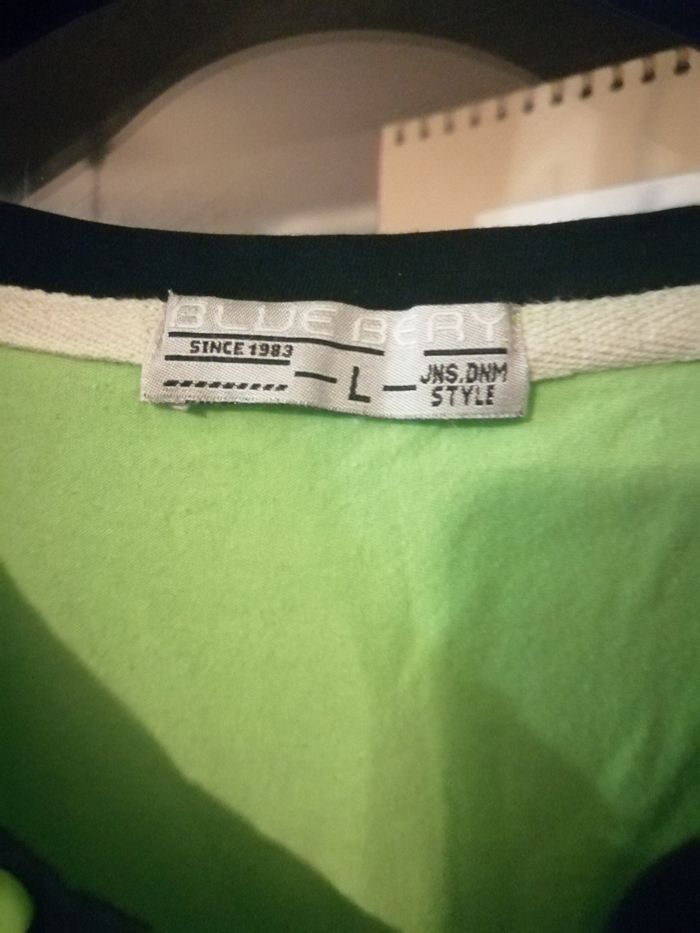 BLUE BERY
SINCE 1983
L
JNS.DNM
STYLE